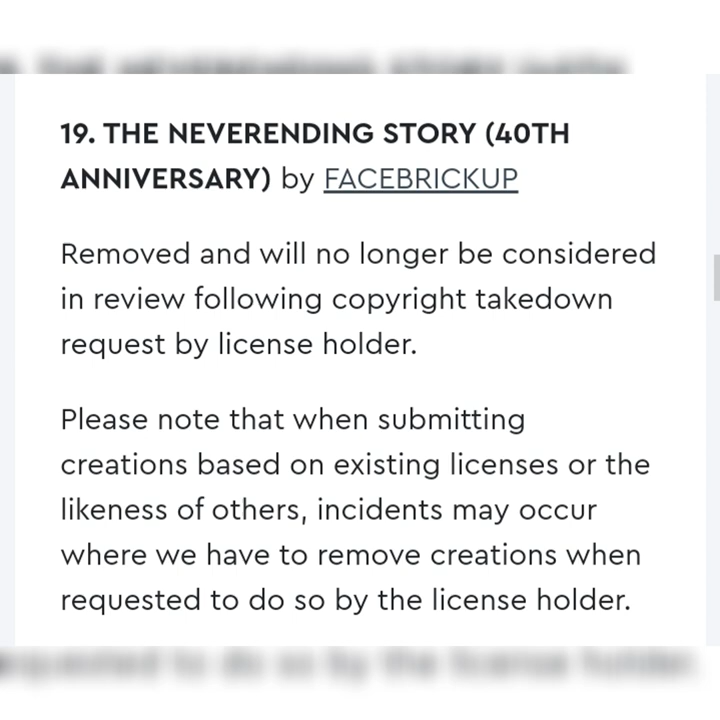 19. THE NEVERENDING STORY (40TH
ANNIVERSARY) by FACEBRICKUP
Removed and will no longer be considered
in review following copyright takedown
request by license holder.
Please note that when submitting
creations based on existing licenses or the
likeness of others, incidents may occur
where we have to remove creations when
requested to do so by the license holder.